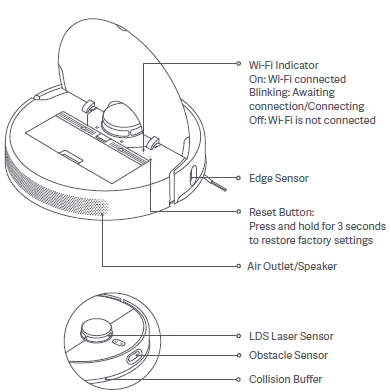 Wi-Fi Indicator
On: Wi-Fi connected
Blinking: Awaiting
connection/Connecting
Off: Wi-Fi is not connected
Edge Sensor
Reset Button:
Press and hold for 3 seconds
to restore factory settings
Air Outlet/Speaker
LDS Laser Sensor
Obstacle Sensor
Collision Buffer